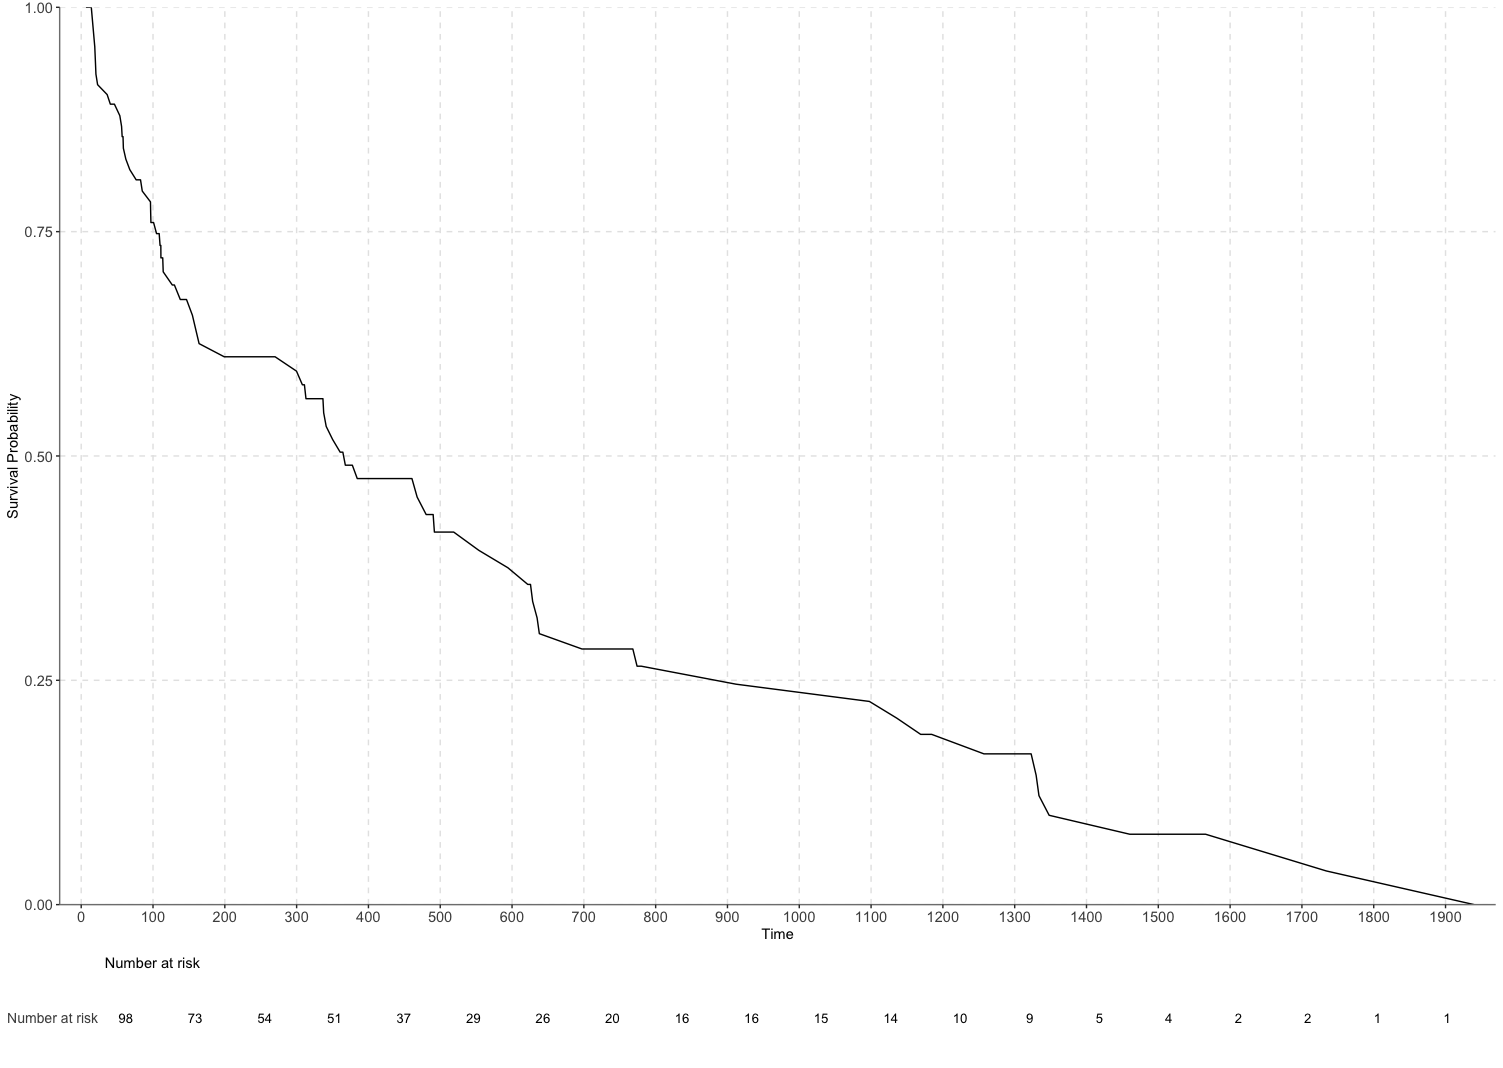 1.00
0.75
0.50
0.25
0.00
Survival Probability
0 100 200 300 400 500 600 700 800 900 1000 1100 1200 1300 1400 1500 1600 1700 1800 1900
Time
Number at risk
Number at risk 98 73 54 51 37 29 26 20 16 16 15 14 10 9 5 4 2 2 1 1